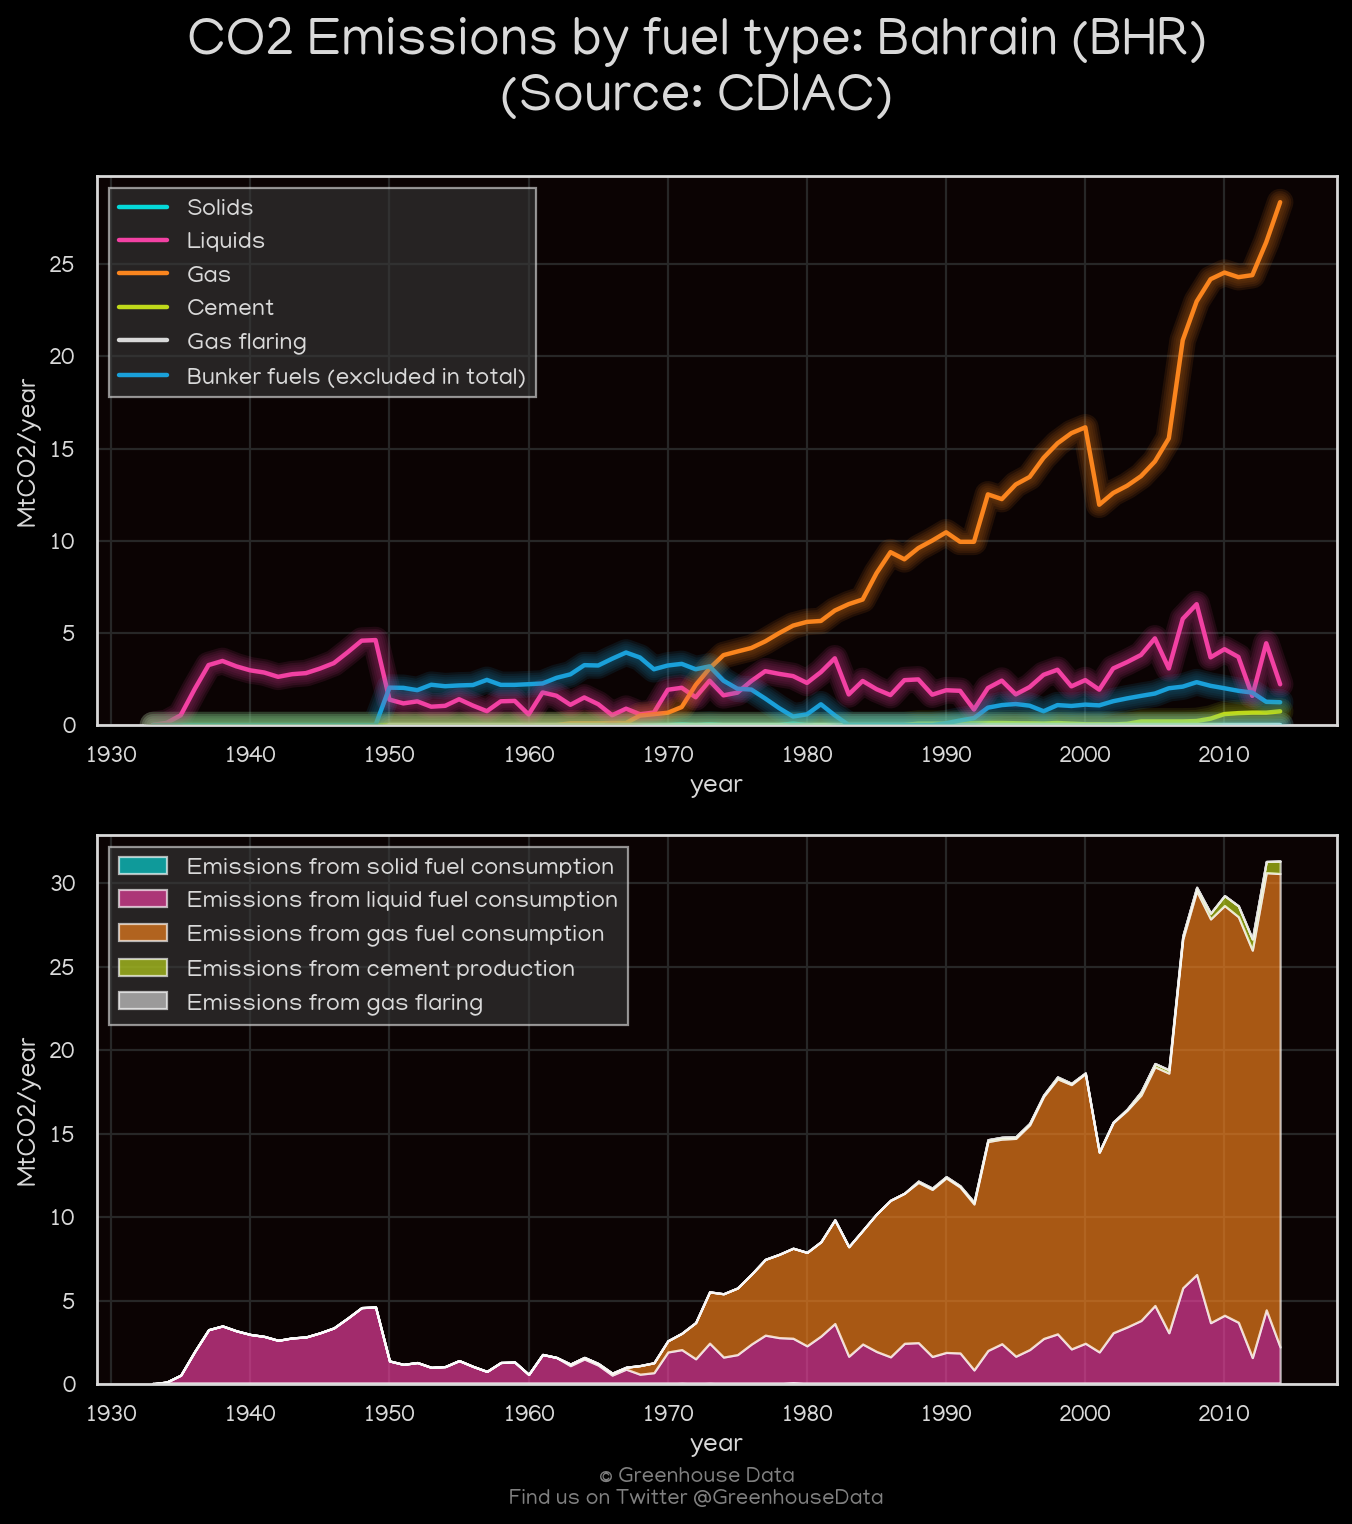 CO2 Emissions by fuel type: Bahrain (BHR)
(Source: CDIAC)
Solids
Liquids
Gas
Cement
Gas flaring
Bunker fuels (excluded in total)
MtCO2/year
25
20
15
10
5
0
1930 1940 1950 1960 1970 1980 1990 2000 2010
year
Emissions from solid fuel consumption
Emissions from liquid fuel consumption
Emissions from gas fuel consumption
Emissions from cement production
Emissions from gas flaring
MtCO2/year
30
25
20
15
10
5
0
1930 1940 1950 1960 1970 1980 1990 2000 2010
year
© Greenhouse Data
Find us on Twitter @GreenhouseData